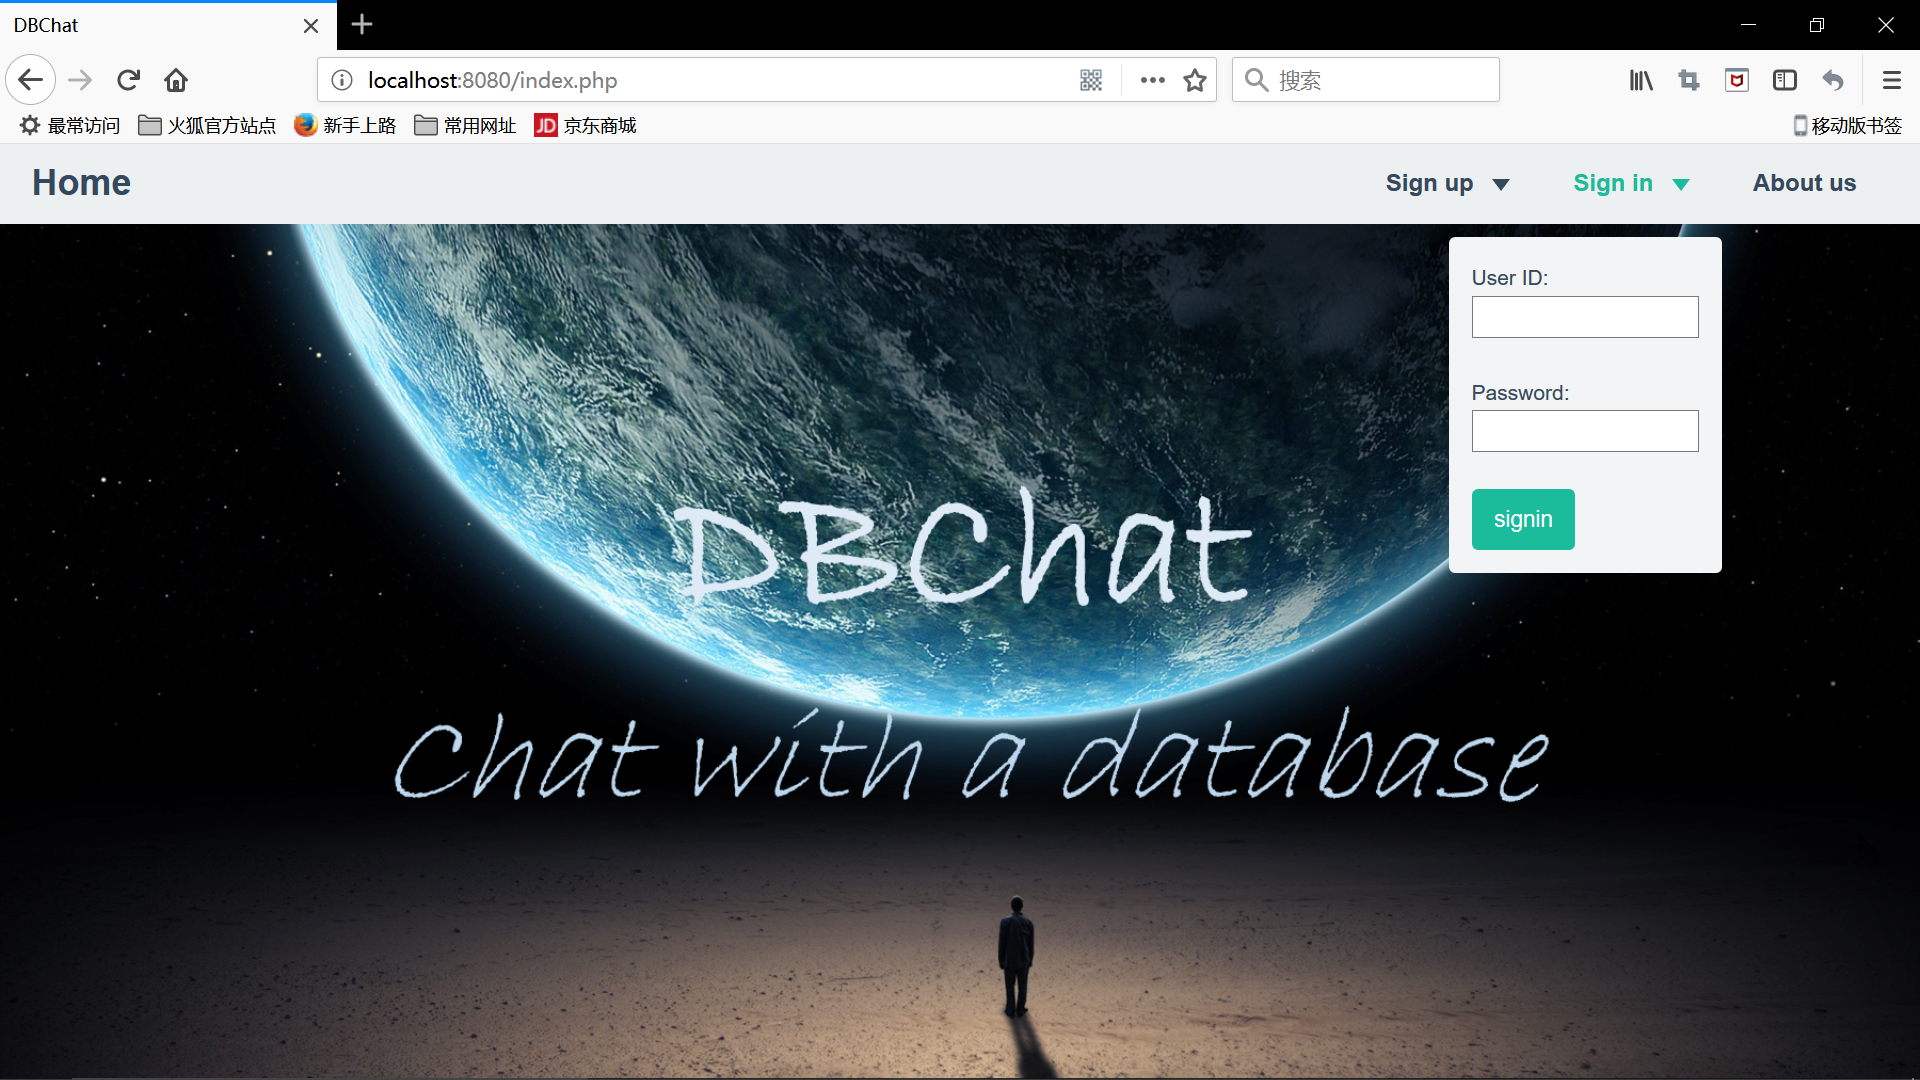 DBChat
localhost:8080/index.php
搜索
最常访问 火狐官方站点 新手上路 常用网址 JD 京东商城 移动版书签
Home Sign up Sign in About us
User ID:
Password:
signin
DBChat
Chat with a database